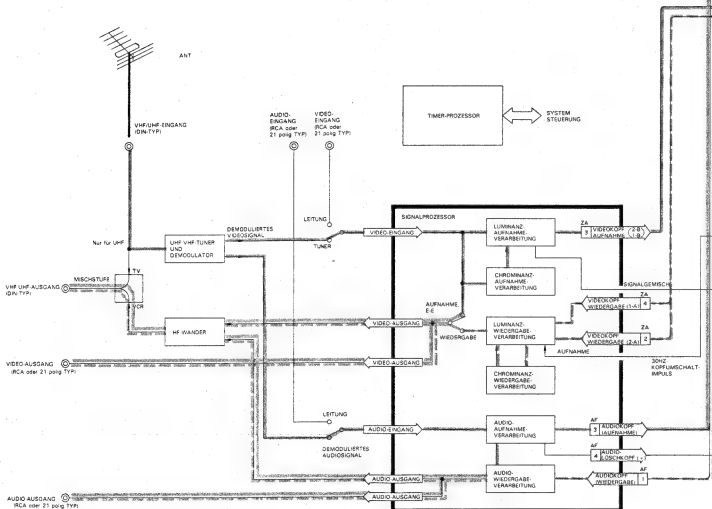 ANT
VHF/UHF-EINGANG
(DIN-TYP)
AUDIO-
EINGANG
(RCA oder
21 polig TYP)
VIDEO-
EINGANG
(RCA oder
21 polig TYP)
TIMER-PROZESSOR
SYSTEM
STEUERUNG
Nur für UHF
UHF-VHF-TUNER
UND
DEMODULATOR
DEMODULIERTES
VIDEOSIGNAL
LEITUNG
TUNER
SIGNALPROZESSOR
VIDEO-EINGANG
LUMINANZ-
AUFNAHME-
VERARBEITUNG
ZA
3
VIDEOKOPF
AUFNAHME
CHROMINANZ-
AUFNAHME-
VERARBEITUNG
SIGNALGEMISCH
VHF UHF-AUSGANG
(DIN-TYP)
MISCHSTUFE
TV
VCR
HF-WANDER
AUFNAHME,
E-E
WIEDERGABE
VIDEO-AUSGANG
VIDEO-AUSGANG
LUMINANZ-
WIEDERGABE-
VERARBEITUNG
ZA
VIDEOKOPF
WIEDERGABE (1-A)
4
ZA
VIDEOKOPF
WIEDERGABE (2-A)
2
AUFNAHME
CHROMINANZ-
WIEDERGABE-
VERARBEITUNG
30HZ-
KOPFUMSCHALT-
IMPULS
VIDEO-AUSGANG
(RCA oder 21 polig TYP)
LEITUNG
DEMODULIERTES
AUDIOSIGNAL
AUDIO-EINGANG
AUDIO-
AUFNAHME-
VERARBEITUNG
AF
3
AUDIOKOPF
(AUFNAHME)
AF
4
AUDIO-
LÖSCHKOPF
AUDIO-
WIEDERGABE-
VERARBEITUNG
AF
AUDIOKOPF
(WIEDERGABE)
1
AUDIO AUSGANG
AUDIO-AUSGANG
AUDIO AUSGANG
(RCA oder 21 polig TYP)